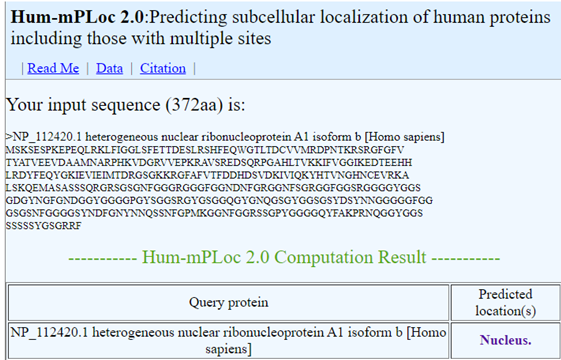 Hum-mPLoc 2.0:Predicting subcellular localization of human proteins
including those with multiple sites
| Read Me | Data | Citation |
Your input sequence (372aa) is:
>NP_112420.1 heterogeneous nuclear ribonucleoprotein A1 isoform b [Homo sapiens]
MSKSESPKEPEQLRKLFIGGLSFETTDESLRSHFEQWGTLTDCVVMRDPNTKRSRGFGFV
TYATVEEVDAAMNARPHKVDGRVVEPKRAVSREDSQRPGAHLTVKKIFVGGIKEDTEEHH
LRDYFEQYGKIEVIEIMTDRGSGKKRGFAFVTFDDHDSVDKIVIQKYHTVNGHNCEVRKA
LSKQEMASASSSQRGRSGSGNFGGGRGGGFGGNDNFGRGGNFSGRGGFGGSRGGGGYGGS
GDGYNGFGNDGGYGGGGPGYSGGSRGYGSGGQGYGNQGSGYGGSGSYDSYNNGGGGGFGG
GSGSNFGGGGSYNDFGNYNNQSSNFGPMKGGNFGGRSSGPYGGGGQYFAKPRNQGGYGGS
SSSSSYGSGRRF
----------- Hum-mPLoc 2.0 Computation Result -----------
Query protein
Predicted
location(s)
NP_112420.1 heterogeneous nuclear ribonucleoprotein A1 isoform b [Homo
sapiens]
Nucleus.